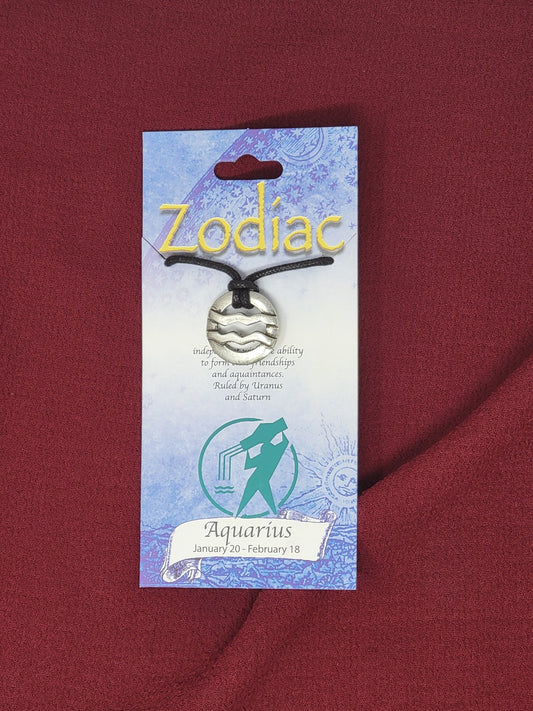 Zodiac
ability
to form friendships
and aquaintances.
Ruled by Uranus
and Saturn
Aquarius
January 20 - February 18